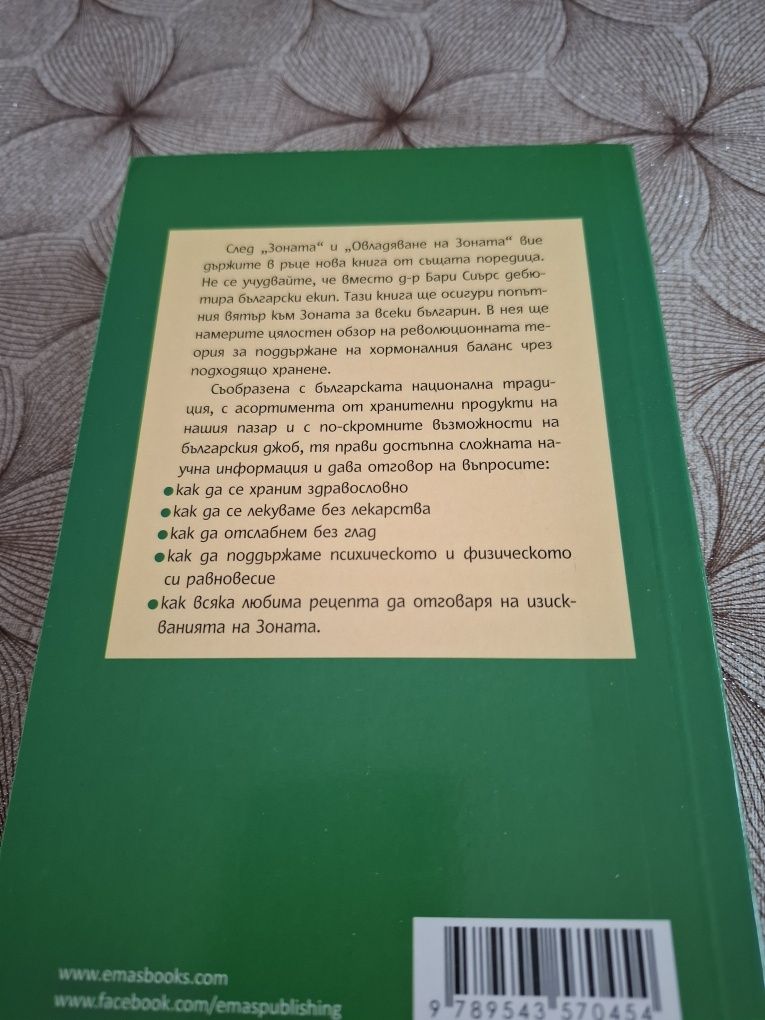 След „Зоната“ и „Овладяване на Зоната“ вие
държите в ръце нова книга от същата поредица.
Не се учудвайте, че вместо д-р Бари Сиърс дебю-
тира български екип. Тази книга ще осигури попът-
ния вятър към Зоната за всеки българин. В нея ще
намерите цялостен обзор на революционната те-
ория за поддържане на хормоналния баланс чрез
подходящо хранене.
Съобразена с българската национална тради-
ция, с асортимента от хранителни продукти на
нашия пазар и с по-скромните възможности на
българския джоб, тя прави достъпна сложната на-
учна информация и дава отговор на въпросите:
●как да се храним здравословно
●как да се лекуваме без лекарства
●как да отслабнем без глад
●как да поддържаме психическото и физическото
си равновесие
●как всяка любима рецепта да отговаря на изиск-
ванията на Зоната.
www.emasbooks.com
www.facebook.com/emaspublishing
9 789543 570454